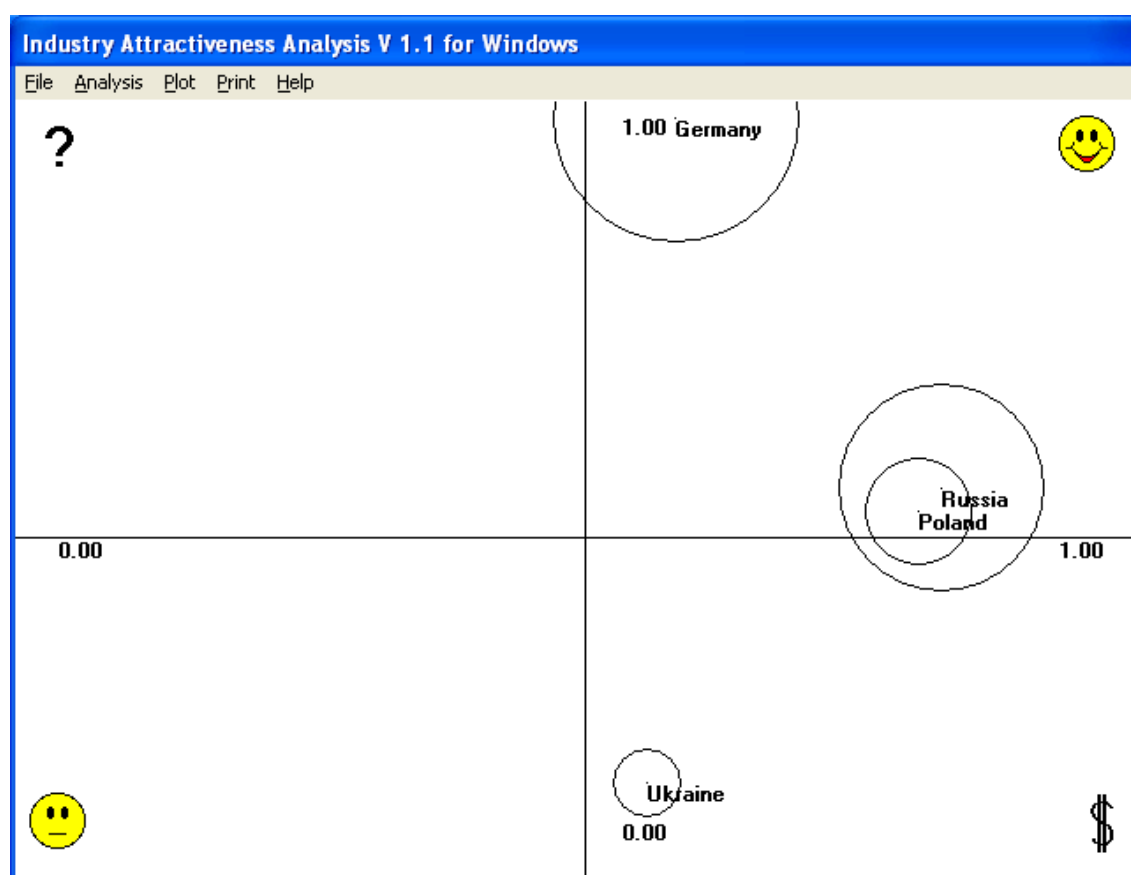 Industry Attractiveness Analysis V 1.1 for Windows
File Analysis Plot Print Help
?
1.00 Germany
Russia
Poland
0.00
1.00
Ukraine
0.00
$